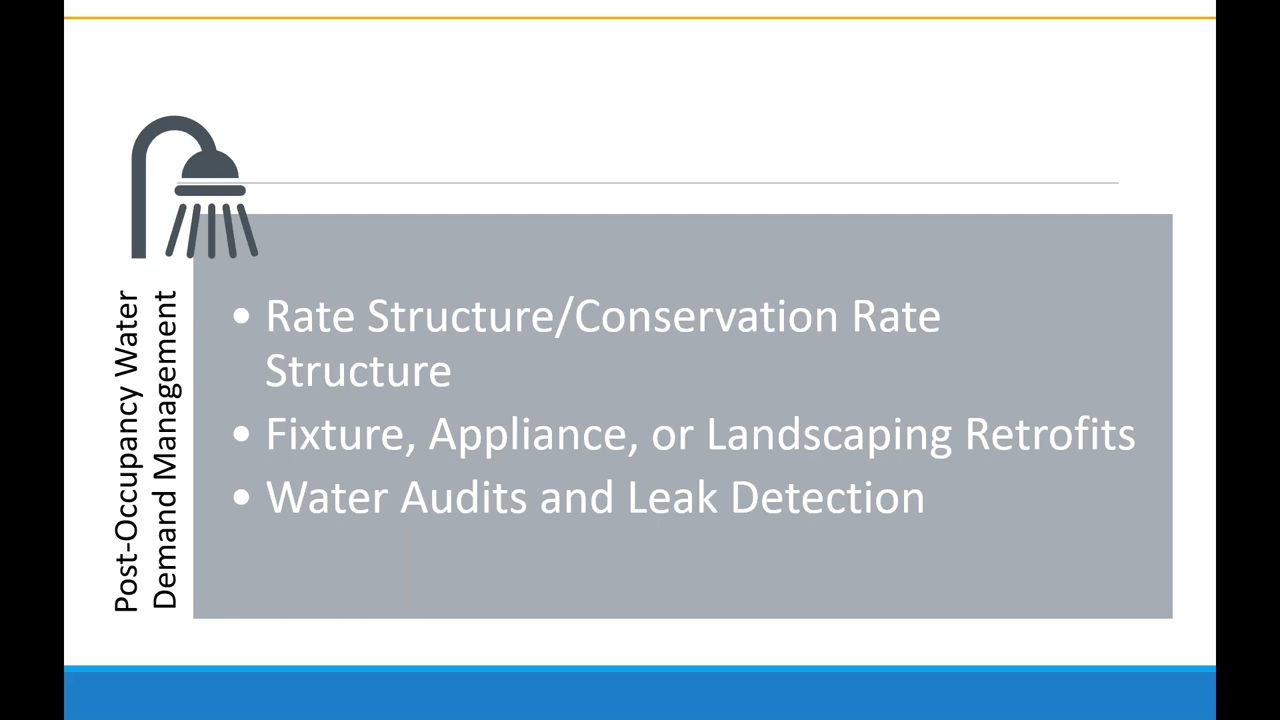 Post-Occupancy Water
Demand Management
• Rate Structure/Conservation Rate
Structure
• Fixture, Appliance, or Landscaping Retrofits
• Water Audits and Leak Detection